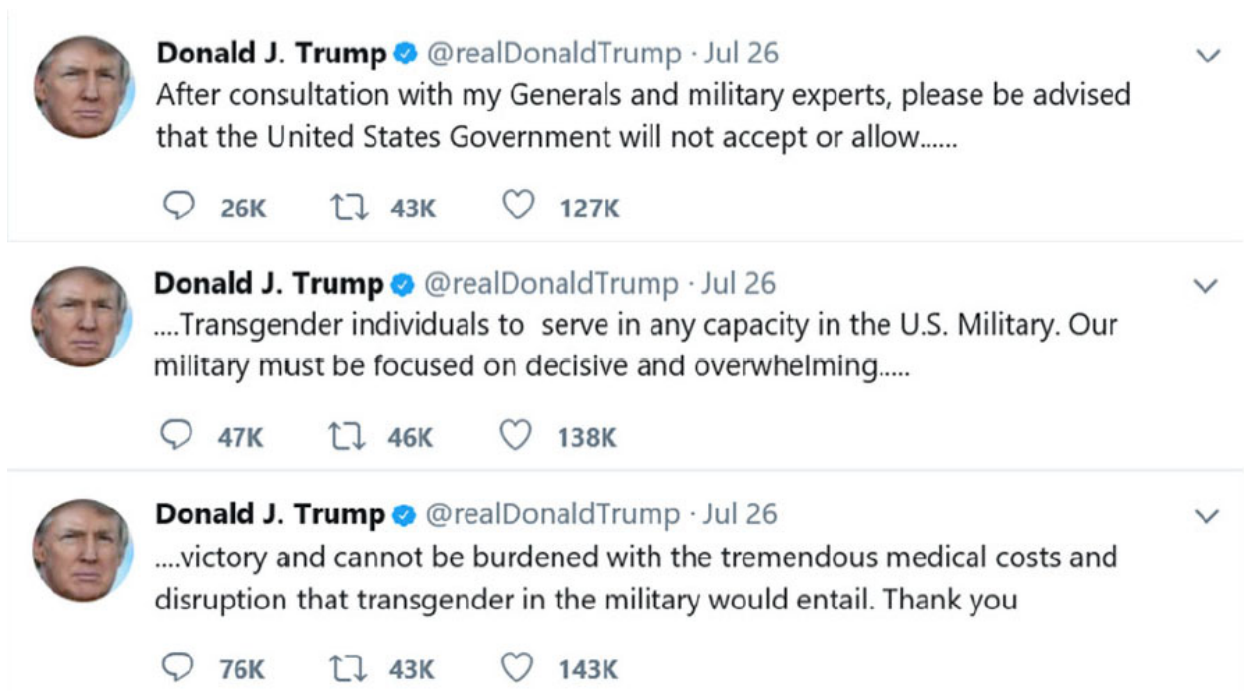 Donald J. Trump @realDonaldTrump · Jul 26
After consultation with my Generals and military experts, please be advised
that the United States Government will not accept or allow......
26K 43K 127K
Donald J. Trump @realDonaldTrump · Jul 26
....Transgender individuals to serve in any capacity in the U.S. Military. Our
military must be focused on decisive and overwhelming.....
47K 46K 138K
Donald J. Trump @realDonaldTrump · Jul 26
....victory and cannot be burdened with the tremendous medical costs and
disruption that transgender in the military would entail. Thank you
76K 43K 143K